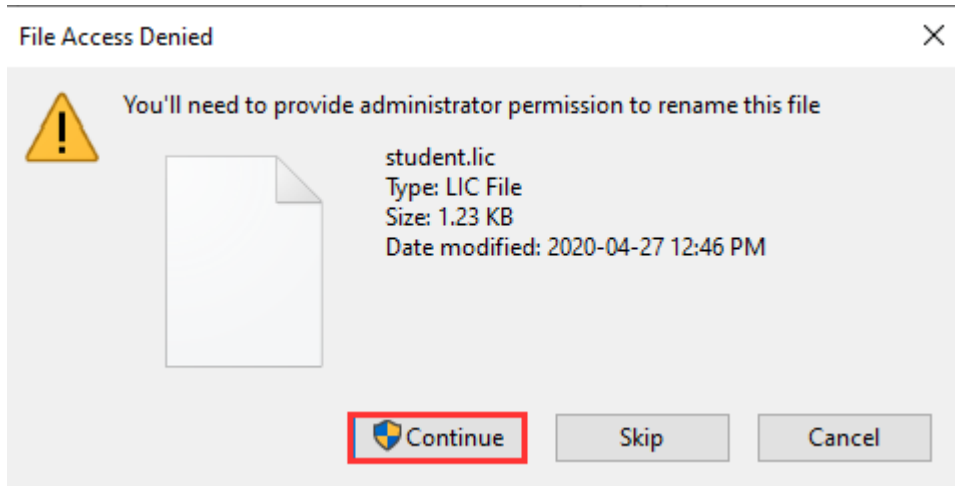 File Access Denied
You'll need to provide administrator permission to rename this file
student.lic
Type: LIC File
Size: 1.23 KB
Date modified: 2020-04-27 12:46 PM
Continue
Skip
Cancel